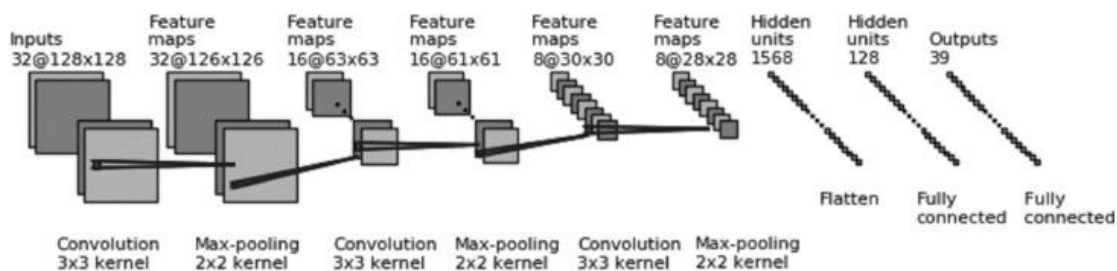 Inputs
32@128x128
Feature
maps
32@126x126
Feature
maps
16@63x63
Feature
maps
16@61x61
Feature
maps
8@30x30
Feature
maps
8@28x28
Hidden
units
1568
Hidden
units
128
Outputs
39
Convolution
3x3 kernel
Max-pooling
2x2 kernel
Convolution
3x3 kernel
Max-pooling
2x2 kernel
Convolution
3x3 kernel
Max-pooling
2x2 kernel
Flatten
Fully
connected
Fully
connected